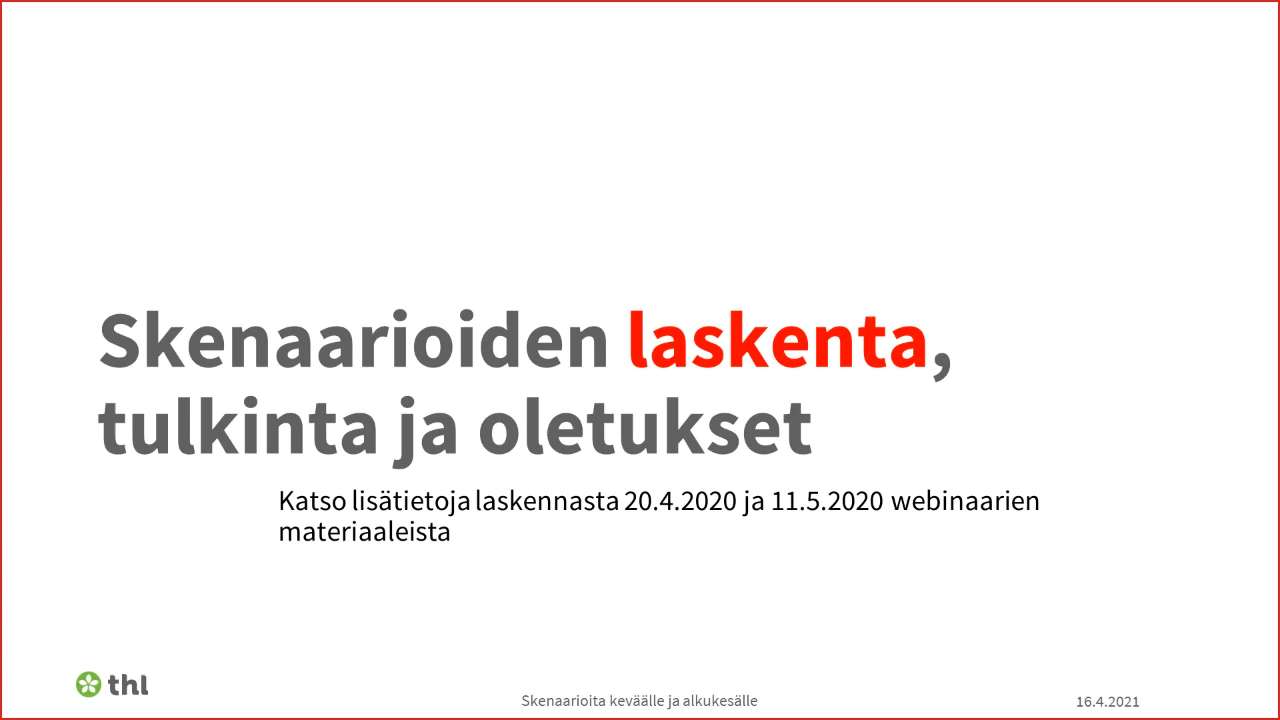 Skenaarioiden laskenta,
tulkinta ja oletukset
Katso lisätietoja laskennasta 20.4.2020 ja 11.5.2020 webinaarien
materiaaleista
thl
Skenaarioita keväälle ja alkukesälle
16.4.2021